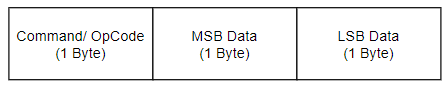 Command/ OpCode
(1 Byte)
MSB Data
(1 Byte)
LSB Data
(1 Byte)